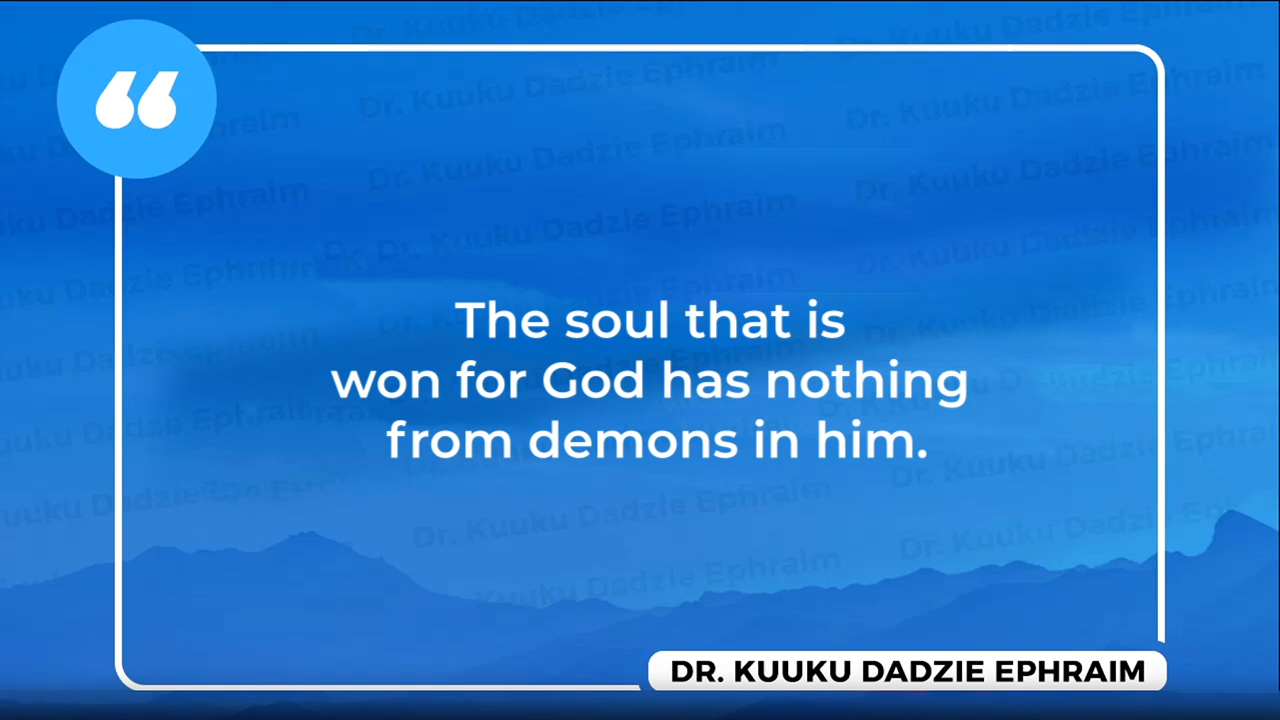 The soul that is
won for God has nothing
from demons in him.
DR. KUUKU DADZIE EPHRAIM